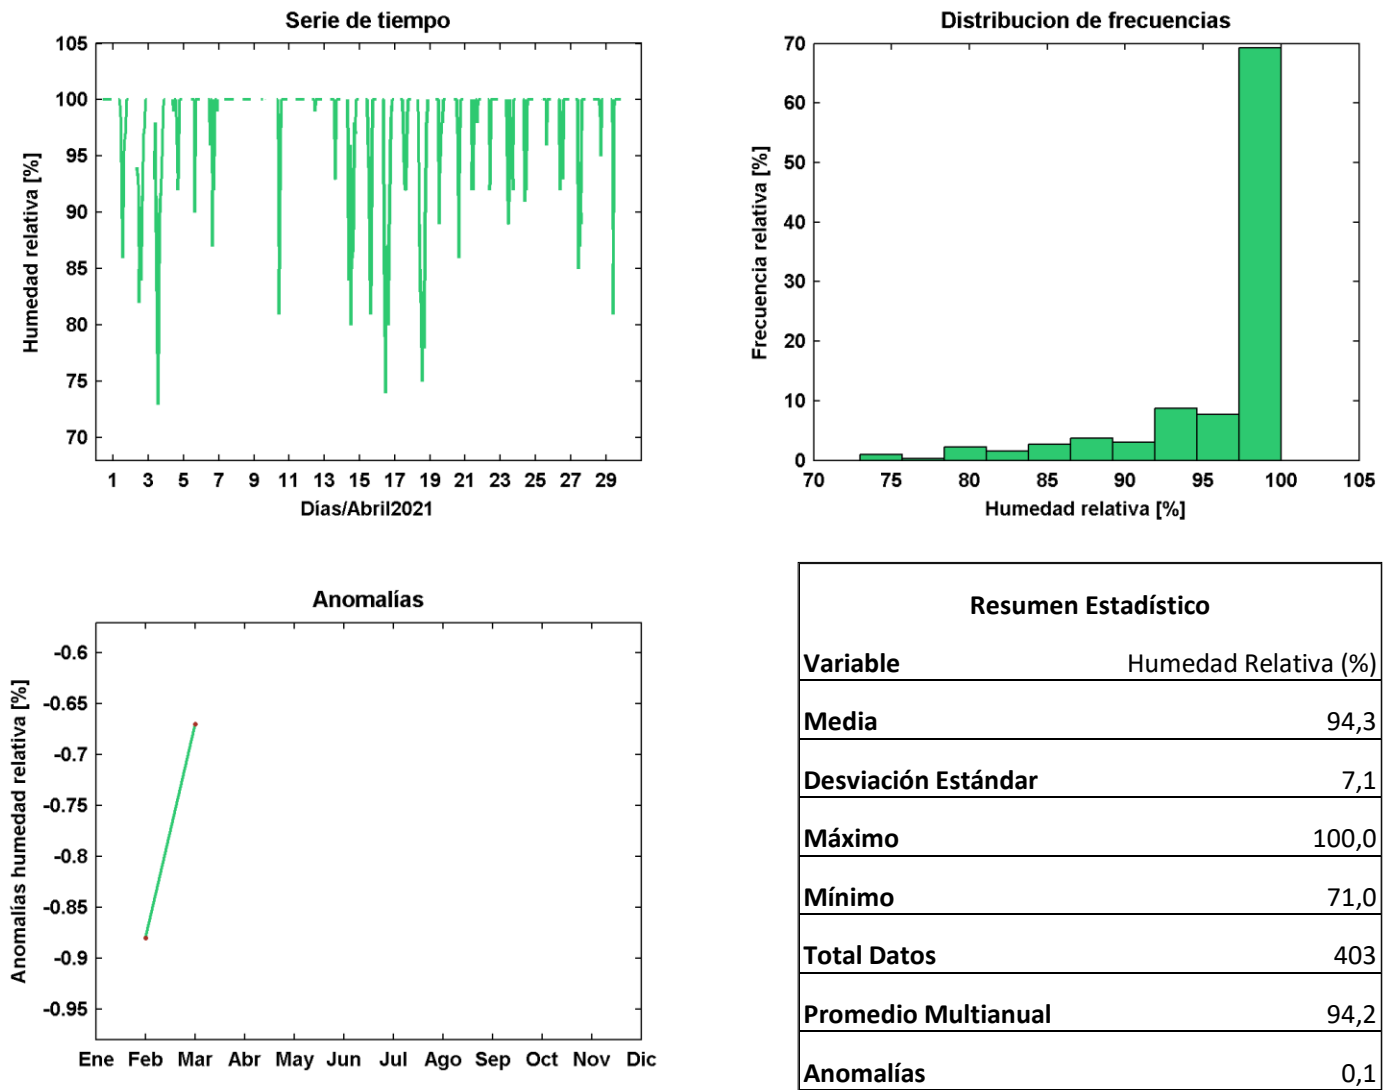 Serie de tiempo
105
100
95
90
85
80
75
70
Humedad relativa [%]
1 3 5 7 9 11 13 15 17 19 21 23 25 27 29
Días/Abril2021
Distribucion de frecuencias
70
60
50
40
30
20
10
0
Frecuencia relativa [%]
70 75 80 85 90 95 100 105
Humedad relativa [%]
Anomalías
-0.6
-0.65
-0.7
-0.75
-0.8
-0.85
-0.9
-0.95
Anomalías humedad relativa [%]
Ene Feb Mar Abr May Jun Jul Ago Sep Oct Nov Dic
Resumen Estadístico
Variable Humedad Relativa (%)
Media 94,3
Desviación Estándar 7,1
Máximo 100,0
Mínimo 71,0
Total Datos 403
Promedio Multianual 94,2
Anomalías 0,1